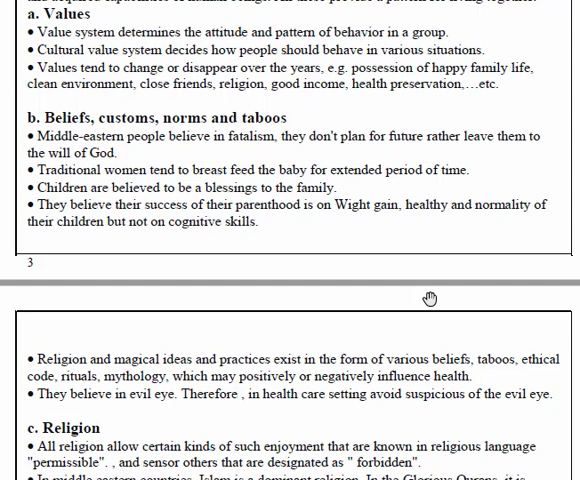 a. Values
• Value system determines the attitude and pattern of behavior in a group.
• Cultural value system decides how people should behave in various situations.
• Values tend to change or disappear over the years, e.g. possession of happy family life,
clean environment, close friends, religion, good income, health preservation,…etc.
b. Beliefs, customs, norms and taboos
• Middle-eastern people believe in fatalism, they don't plan for future rather leave them to
the will of God.
• Traditional women tend to breast feed the baby for extended period of time.
• Children are believed to be a blessings to the family.
• They believe their success of their parenthood is on Wight gain, healthy and normality of
their children but not on cognitive skills.
3
• Religion and magical ideas and practices exist in the form of various beliefs, taboos, ethical
code, rituals, mythology, which may positively or negatively influence health.
• They believe in evil eye. Therefore , in health care setting avoid suspicious of the evil eye.
c. Religion
• All religion allow certain kinds of such enjoyment that are known in religious language
"permissible". , and sensor others that are designated as " forbidden".